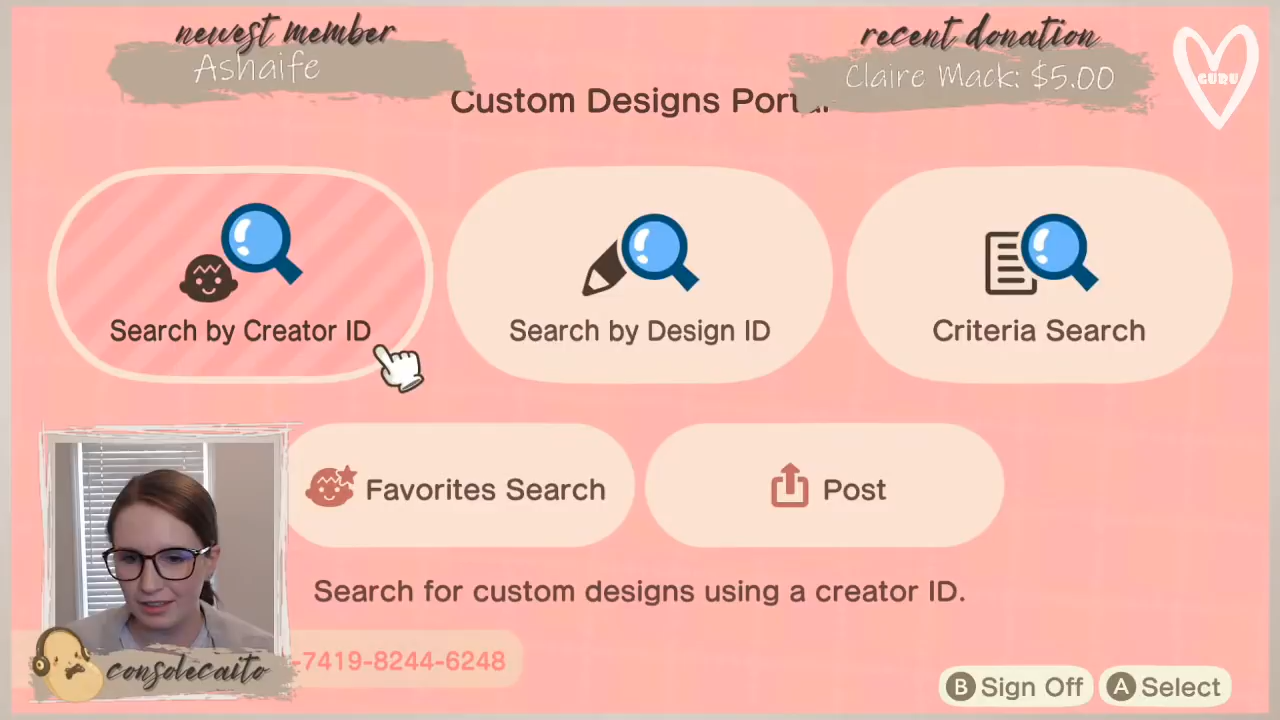 newest member
Ashaife
recent donation
Claire Mack: $5.00
GURU
Custom Designs Portal
Search by Creator ID
Search by Design ID
Criteria Search
Favorites Search
Post
Search for custom designs using a creator ID.
-7419-8244-6248
consolecaito
B Sign Off
A Select